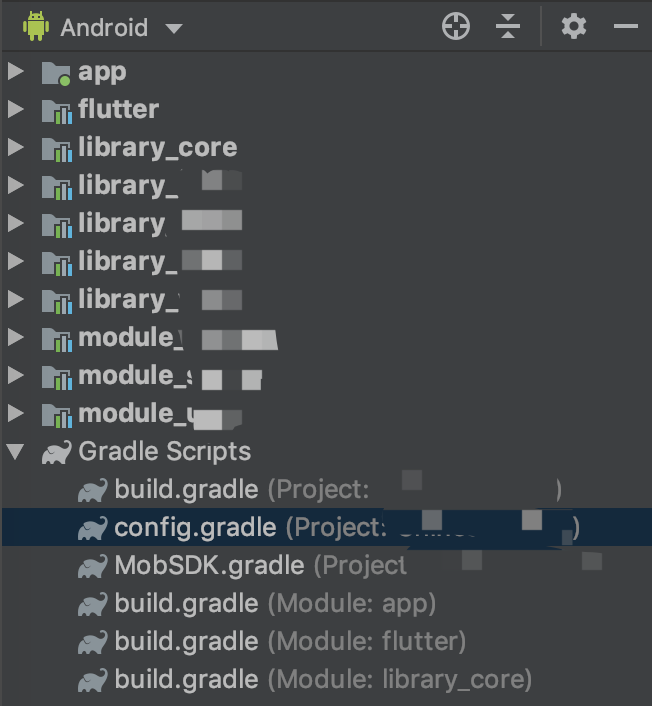 Android
app
flutter
library_core
library_
library
library_
library_
module_
module_
module_
Gradle Scripts
build.gradle (Project: )
config.gradle (Project: )
MobSDK.gradle (Project
build.gradle (Module: app)
build.gradle (Module: flutter)
build.gradle (Module: library_core)